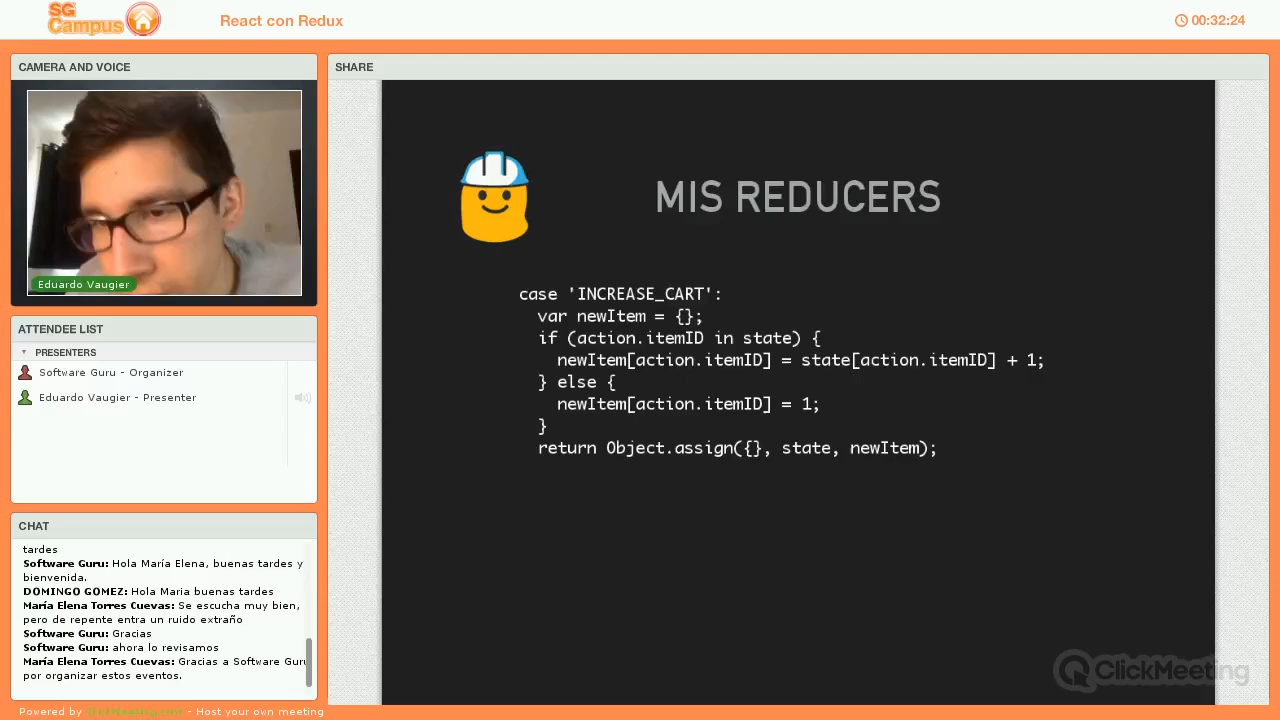 SG
Campus
React con Redux
00:32:24
CAMERA AND VOICE
Eduardo Vaugier
ATTENDEE LIST
PRESENTERS
Software Guru - Organizer
Eduardo Vaugier - Presenter
CHAT
tardes
Software Guru: Hola María Elena, buenas tardes y
bienvenida.
DOMINGO GOMEZ: Hola Maria buenas tardes
María Elena Torres Cuevas: Se escucha muy bien,
pero de repente entra un ruido extraño
Software Guru: Gracias
Software Guru: ahora lo revisamos
María Elena Torres Cuevas: Gracias a Software Guru
por organizar estos eventos.
Powered by ClickMeeting.com - Host your own meeting
SHARE
MIS REDUCERS
case 'INCREASE_CART':
var newItem = {};
if (action.itemID in state) {
newItem[action.itemID] = state[action.itemID] + 1;
} else {
newItem[action.itemID] = 1;
}
return Object.assign({}, state, newItem);
ClickMeeting